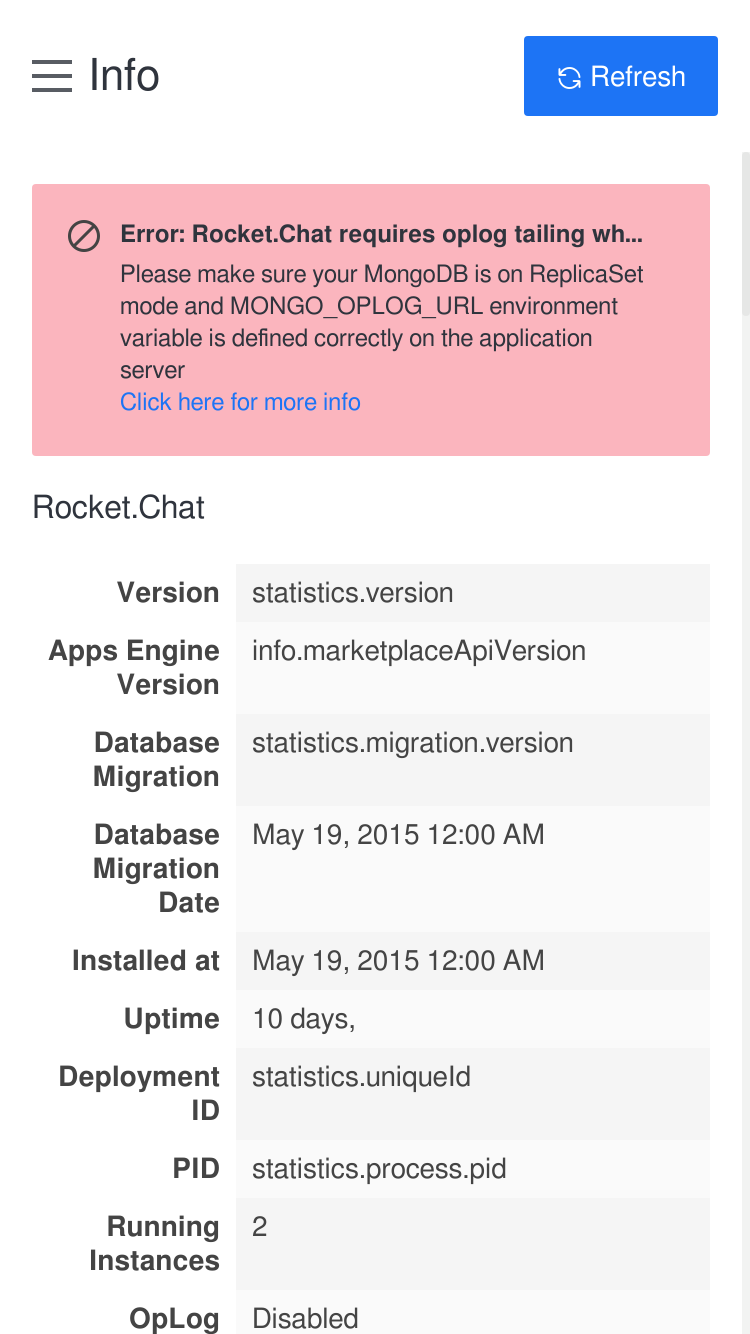 Info
Refresh
Error: Rocket.Chat requires oplog tailing wh...
Please make sure your MongoDB is on ReplicaSet
mode and MONGO_OPLOG_URL environment
variable is defined correctly on the application
server
Click here for more info
Rocket.Chat
Version statistics.version
Apps Engine info.marketplaceApiVersion
Version
Database statistics.migration.version
Migration
Database May 19, 2015 12:00 AM
Migration
Date
Installed at May 19, 2015 12:00 AM
Uptime 10 days,
Deployment statistics.uniqueId
ID
PID statistics.process.pid
Running 2
Instances
OpLog Disabled